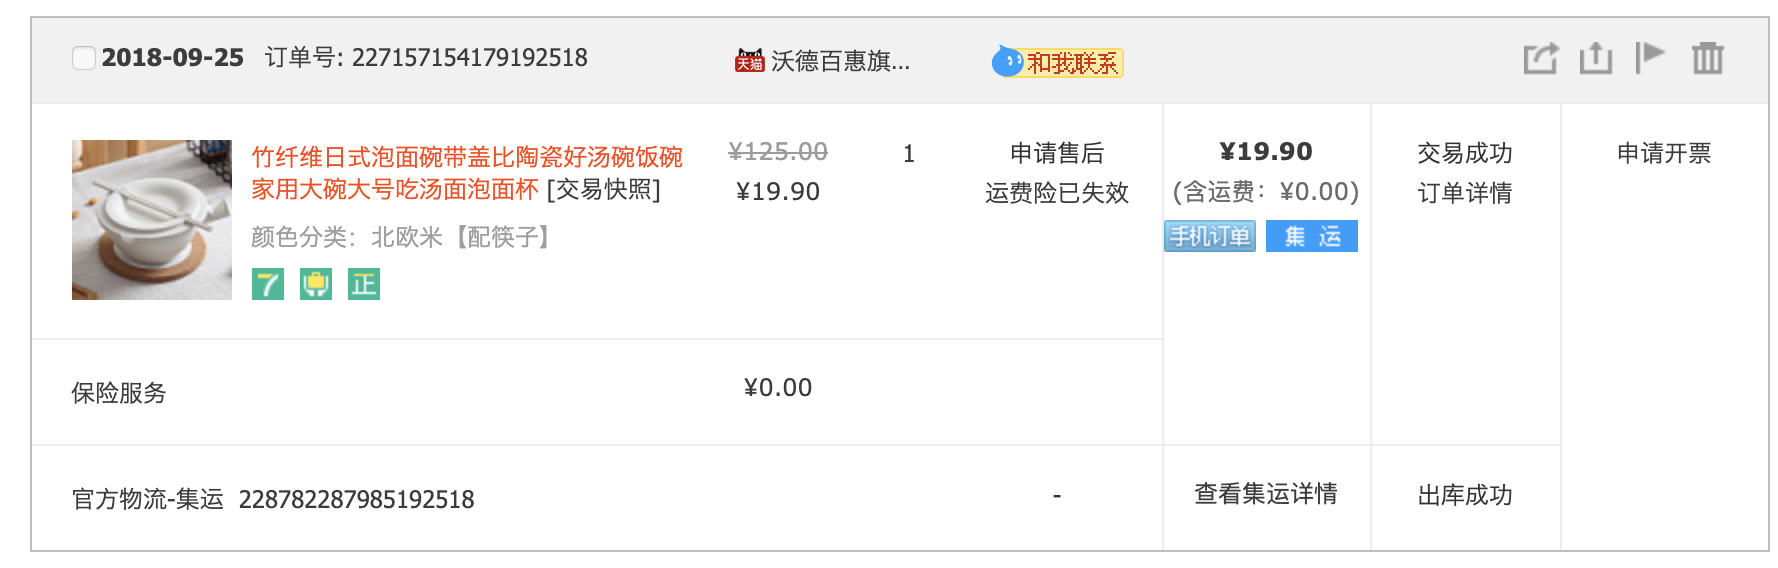 2018-09-25 订单号: 227157154179192518 天猫 沃德百惠旗... 和我联系
竹纤维日式泡面碗带盖比陶瓷好汤碗饭碗 ¥125.00 1 申请售后 ¥19.90 交易成功 申请开票
家用大碗大号吃汤面泡面杯 [交易快照] ¥19.90 运费险已失效 (含运费：¥0.00) 订单详情
颜色分类：北欧米【配筷子】 手机订单 集 运
7 正
保险服务 ¥0.00
官方物流-集运 228782287985192518 - 查看集运详情 出库成功